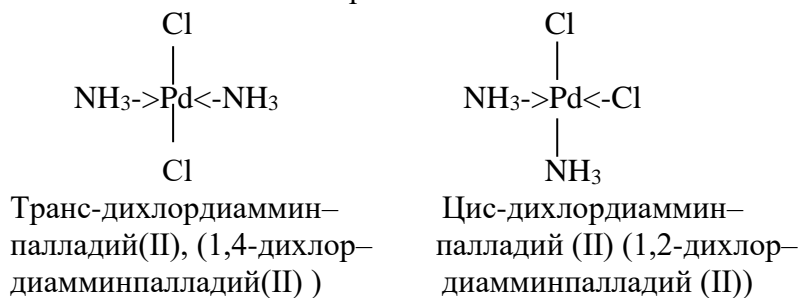 Cl Cl
NH3->Pd<-NH3 NH3->Pd<-Cl
Cl NH3
Транс-дихлордиаммин– Цис-дихлордиаммин–
палладий(II), (1,4-дихлор– палладий (II) (1,2-дихлор–
диамминпалладий(II) ) диамминпалладий (II))